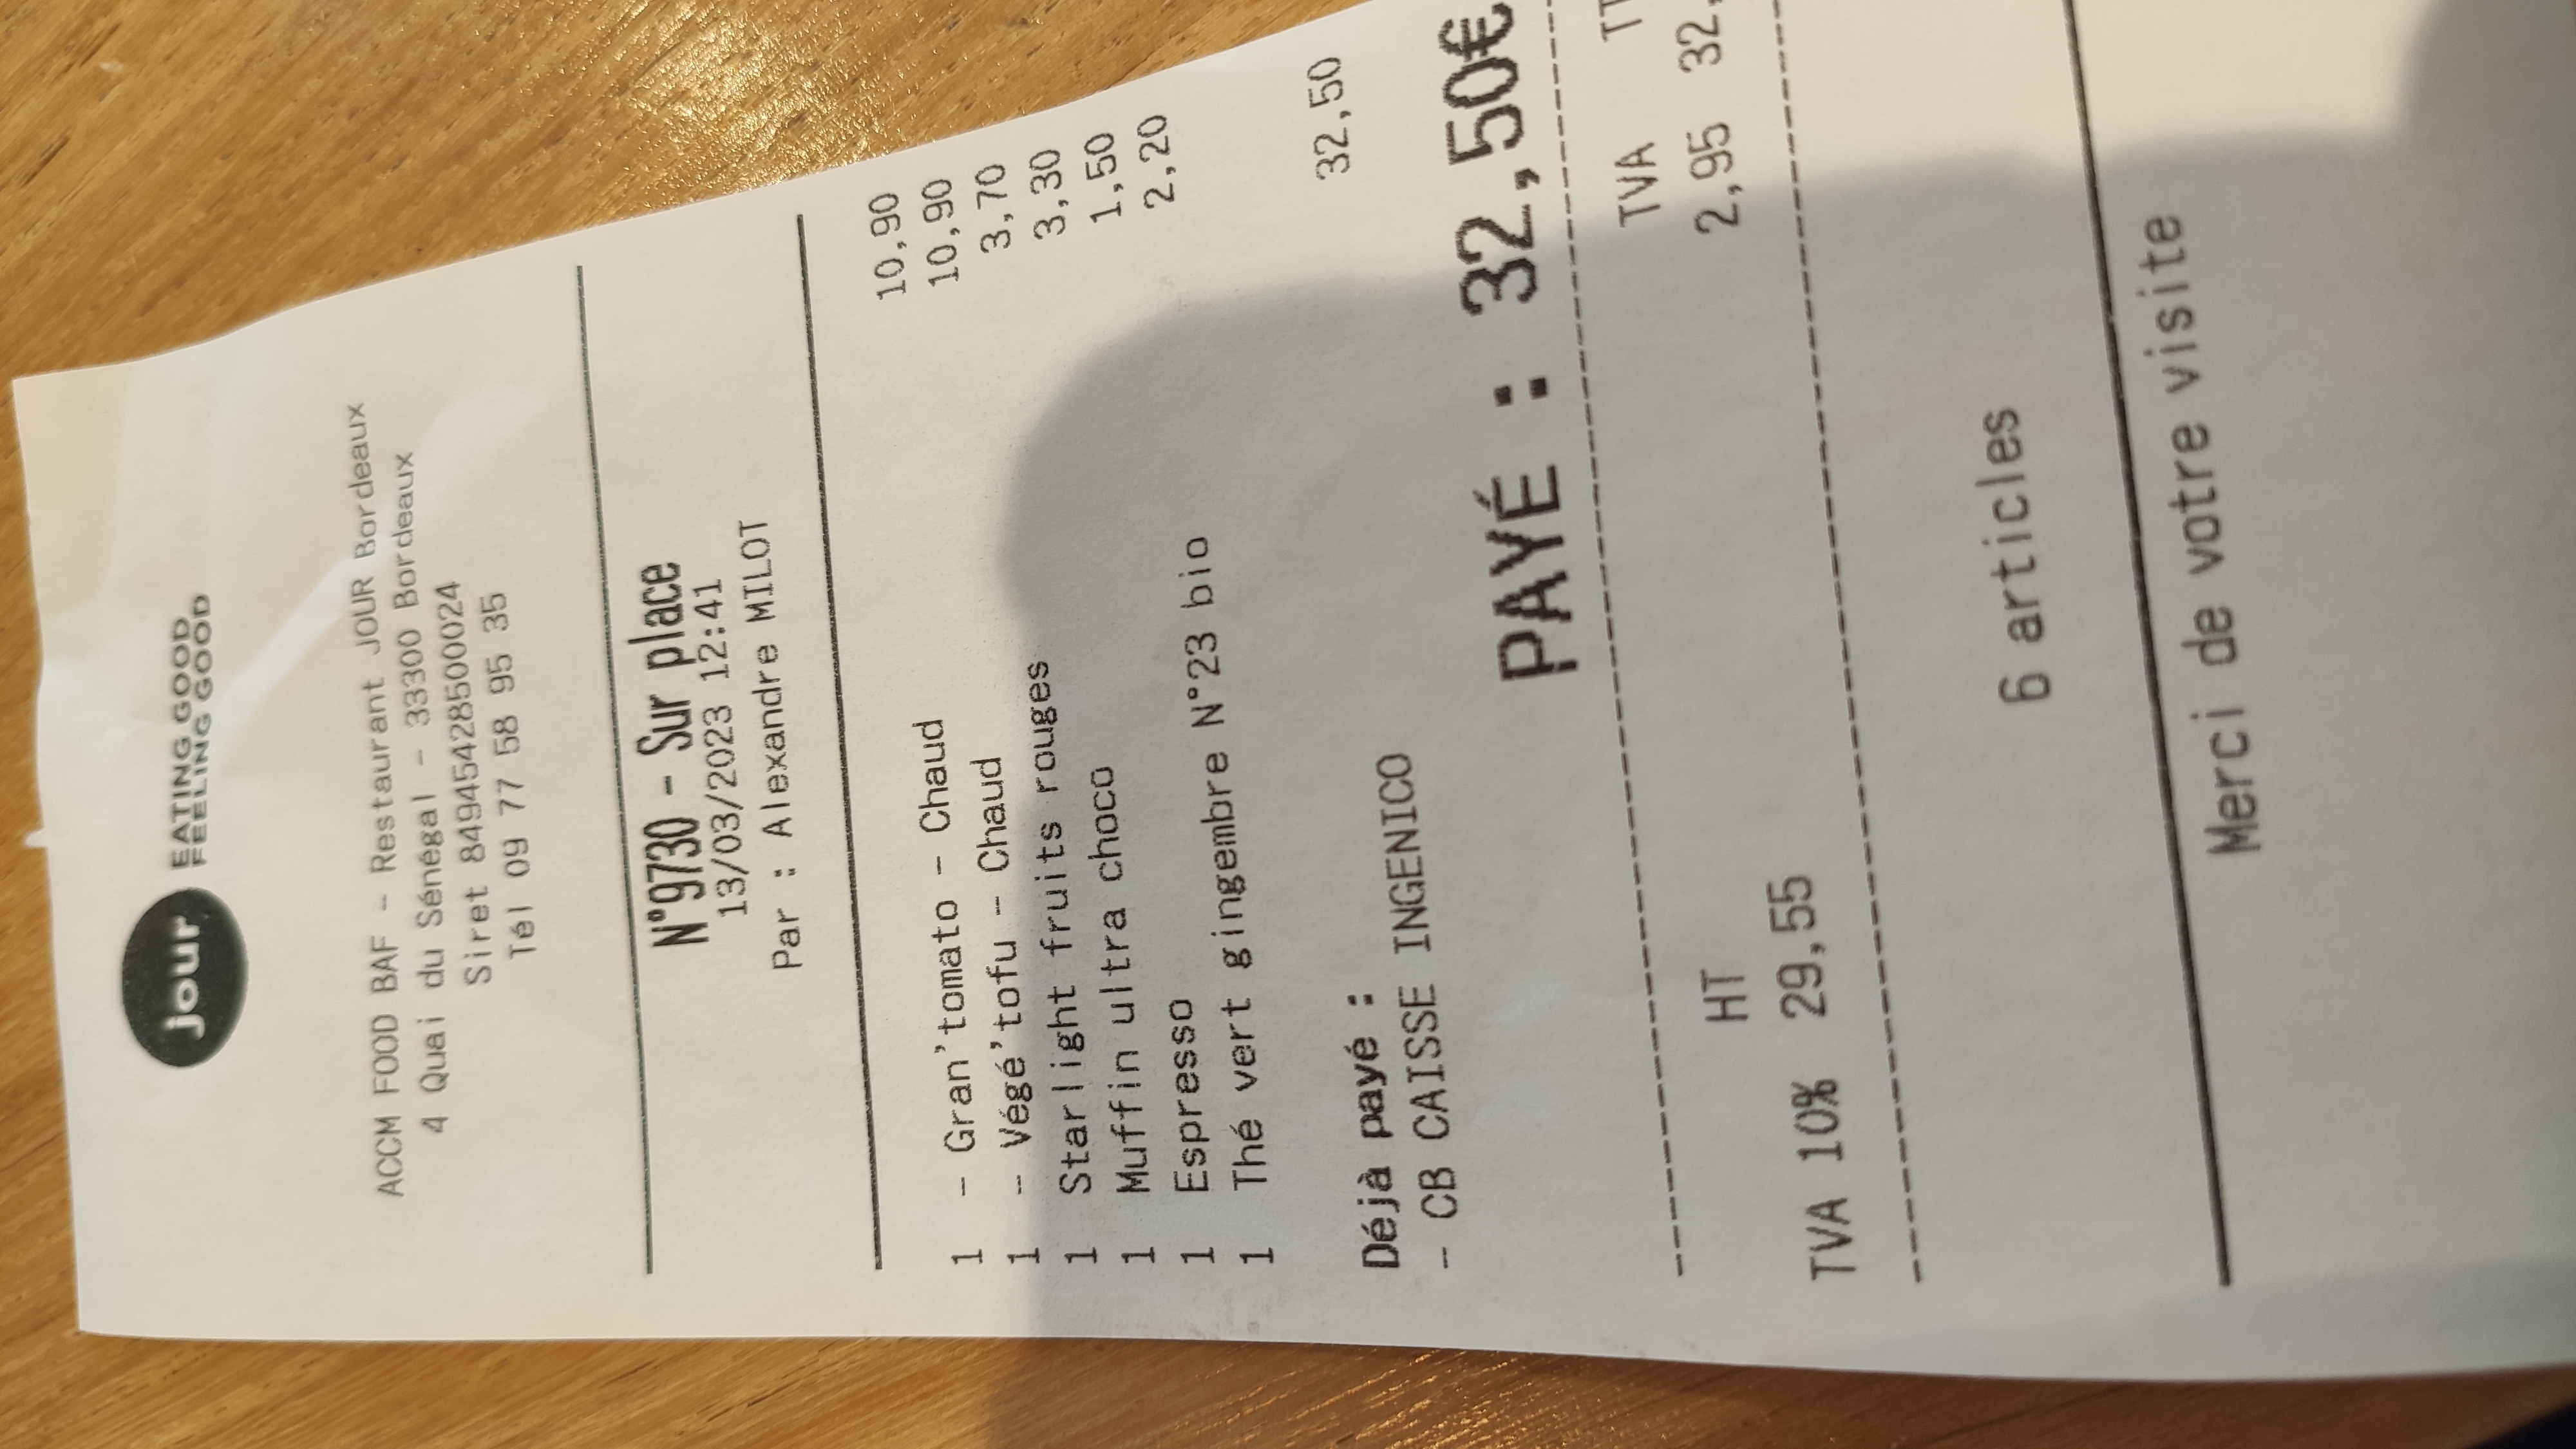 jour EATING GOOD
FEELING GOOD
ACCM FOOD BAF - Restaurant JOUR Bordeaux
4 Quai du Sénégal - 33300 Bordeaux
Siret 84945428500024
Tél 09 77 58 95 35
N°9730 - Sur place
13/03/2023 12:41
Par : Alexandre MILOT
1 - Gran'tomato - Chaud 10,90
1 - Végé'tofu - Chaud 10,90
1 Starlight fruits rouges 3,70
1 Muffin ultra choco 3,30
1 Espresso 1,50
1 Thé vert gingembre N°23 bio 2,20
Déjà payé :
- CB CAISSE INGENICO 32,50
PAYÉ : 32,50€
HT TVA
TVA 10% 29,55 2,95 32,
6 articles
Merci de votre visite